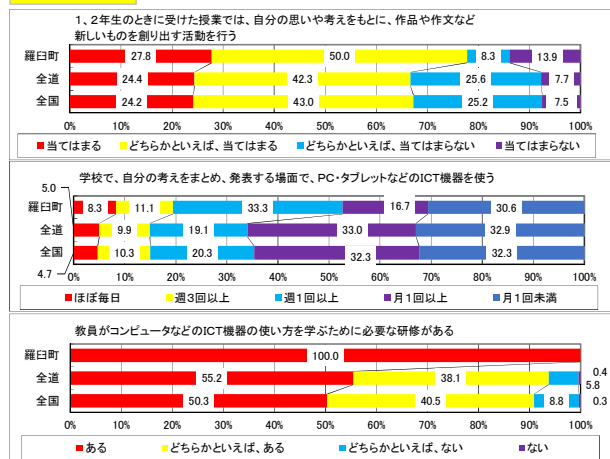 1、2年生のときに受けた授業では、自分の思いや考えをもとに、作品や作文など
新しいものを創り出す活動を行う
羅臼町 27.8 50.0 8.3 13.9
全道 24.4 42.3 25.6 7.7
全国 24.2 43.0 25.2 7.5
0% 10% 20% 30% 40% 50% 60% 70% 80% 90% 100%
■当てはまる ■どちらかといえば、当てはまる ■どちらかといえば、当てはまらない ■当てはまらない
学校で、自分の考えをまとめ、発表する場面で、PC・タブレットなどのICT機器を使う
5.0
羅臼町 8.3 11.1 33.3 16.7 30.6
全道 9.9 19.1 33.0 32.9
全国 10.3 20.3 32.3 32.3
4.7
0% 10% 20% 30% 40% 50% 60% 70% 80% 90% 100%
■ほぼ毎日 ■週3回以上 ■週1回以上 ■月1回以上 ■月1回未満
教員がコンピュータなどのICT機器の使い方を学ぶために必要な研修がある
羅臼町 100.0
全道 55.2 38.1 5.8 0.4
全国 50.3 40.5 8.8 0.3
0% 10% 20% 30% 40% 50% 60% 70% 80% 90% 100%
■ある ■どちらかといえば、ある ■どちらかといえば、ない ■ない